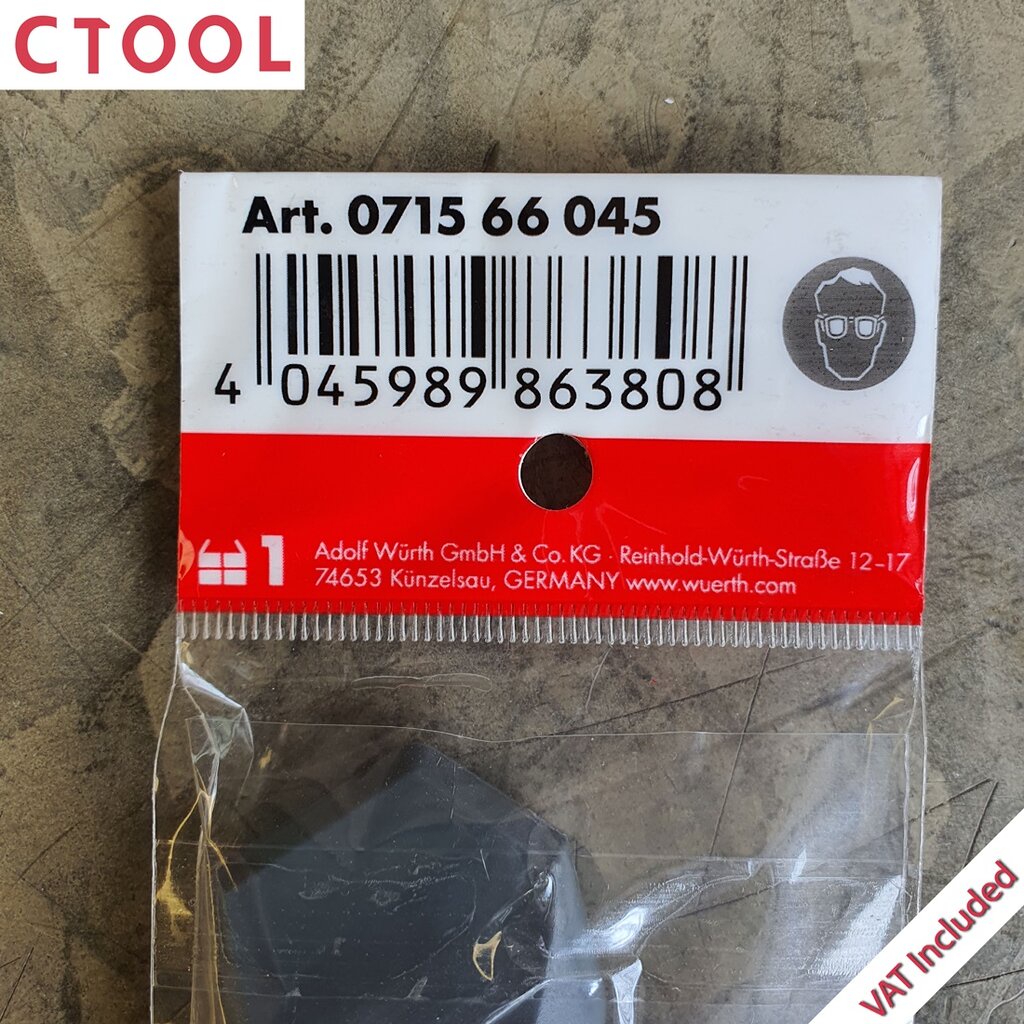 CTOOL
Art. 0715 66 045
4 045989 863808
1 Adolf Würth GmbH & Co. KG · Reinhold-Würth-Straße 12–17
74653 Künzelsau, GERMANY www.wuerth.com
VAT Included